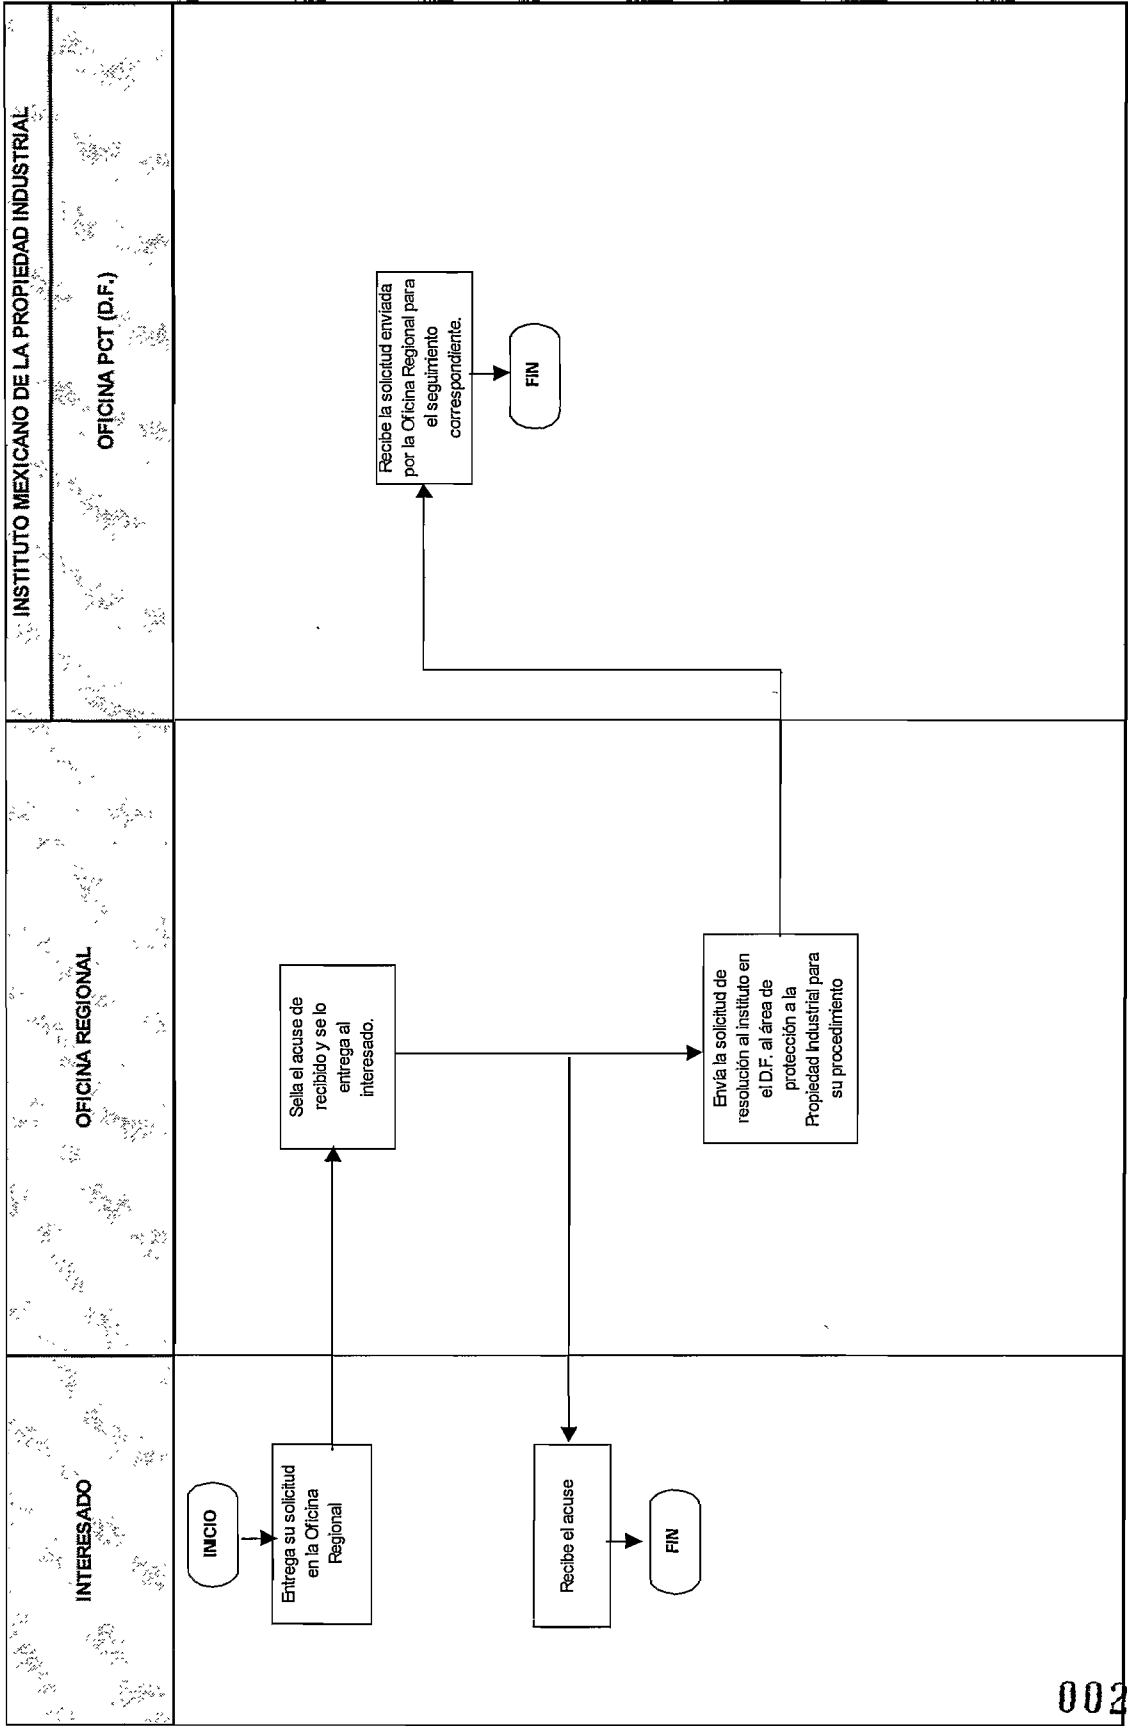 INSTITUTO MEXICANO DE LA PROPIEDAD INDUSTRIAL
INTERESADO
OFICINA REGIONAL
OFICINA PCT (D.F.)
INICIO
Entrega su solicitud
en la Oficina
Regional
Sella el acuse de
recibido y se lo
entrega al
interesado.
Recibe el acuse
FIN
Envía la solicitud de
resolución al instituto en
el D.F. al área de
protección a la
Propiedad Industrial para
su procedimiento
Recibe la solicitud enviada
por la Oficina Regional para
el seguimiento
correspondiente.
FIN
002